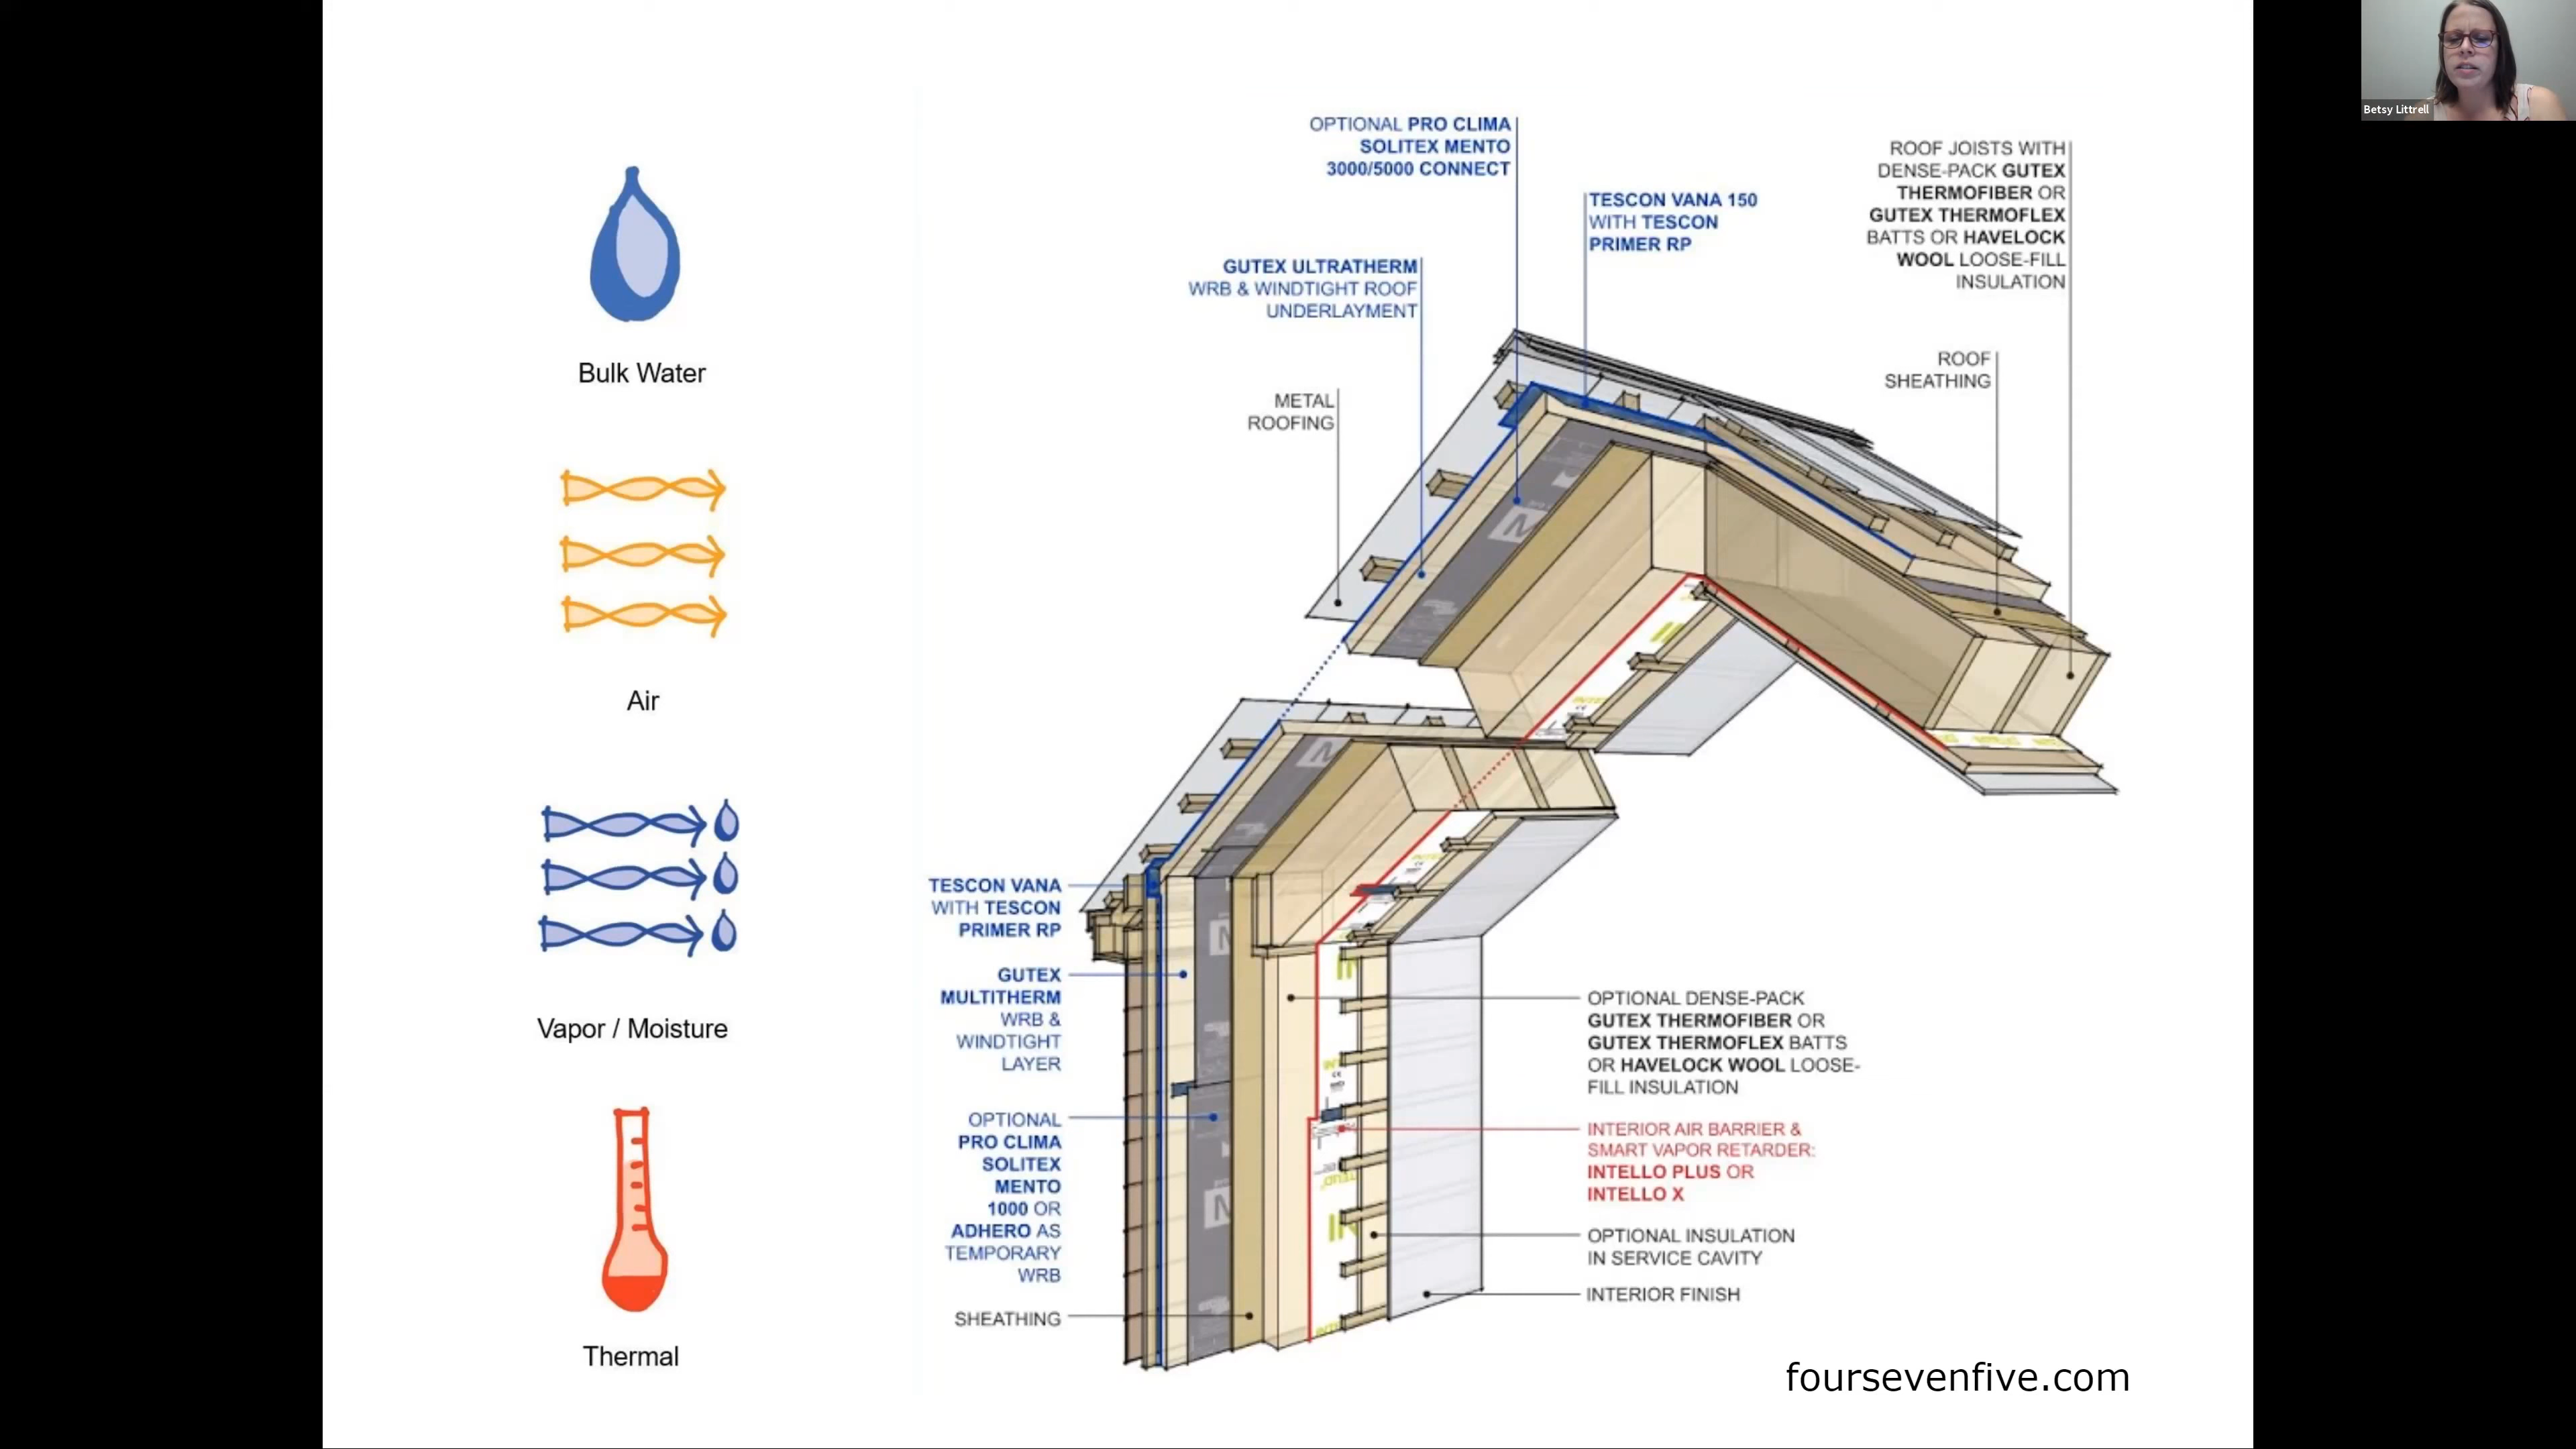 Betsy Littrell
Bulk Water
Air
Vapor / Moisture
Thermal
OPTIONAL PRO CLIMA
SOLITEX MENTO
3000/5000 CONNECT
TESCON VANA 150
WITH TESCON
PRIMER RP
ROOF JOISTS WITH
DENSE-PACK GUTEX
THERMOFIBER OR
GUTEX THERMOFLEX
BATTS OR HAVELOCK
WOOL LOOSE-FILL
INSULATION
GUTEX ULTRATHERM
WRB & WINDTIGHT ROOF
UNDERLAYMENT
METAL
ROOFING
ROOF
SHEATHING
TESCON VANA
WITH TESCON
PRIMER RP
GUTEX
MULTITHERM
WRB &
WINDTIGHT
LAYER
OPTIONAL
PRO CLIMA
SOLITEX
MENTO
1000 OR
ADHERO AS
TEMPORARY
WRB
SHEATHING
OPTIONAL DENSE-PACK
GUTEX THERMOFIBER OR
GUTEX THERMOFLEX BATTS
OR HAVELOCK WOOL LOOSE-
FILL INSULATION
INTERIOR AIR BARRIER &
SMART VAPOR RETARDER:
INTELLO PLUS OR
INTELLO X
OPTIONAL INSULATION
IN SERVICE CAVITY
INTERIOR FINISH
foursevenfive.com